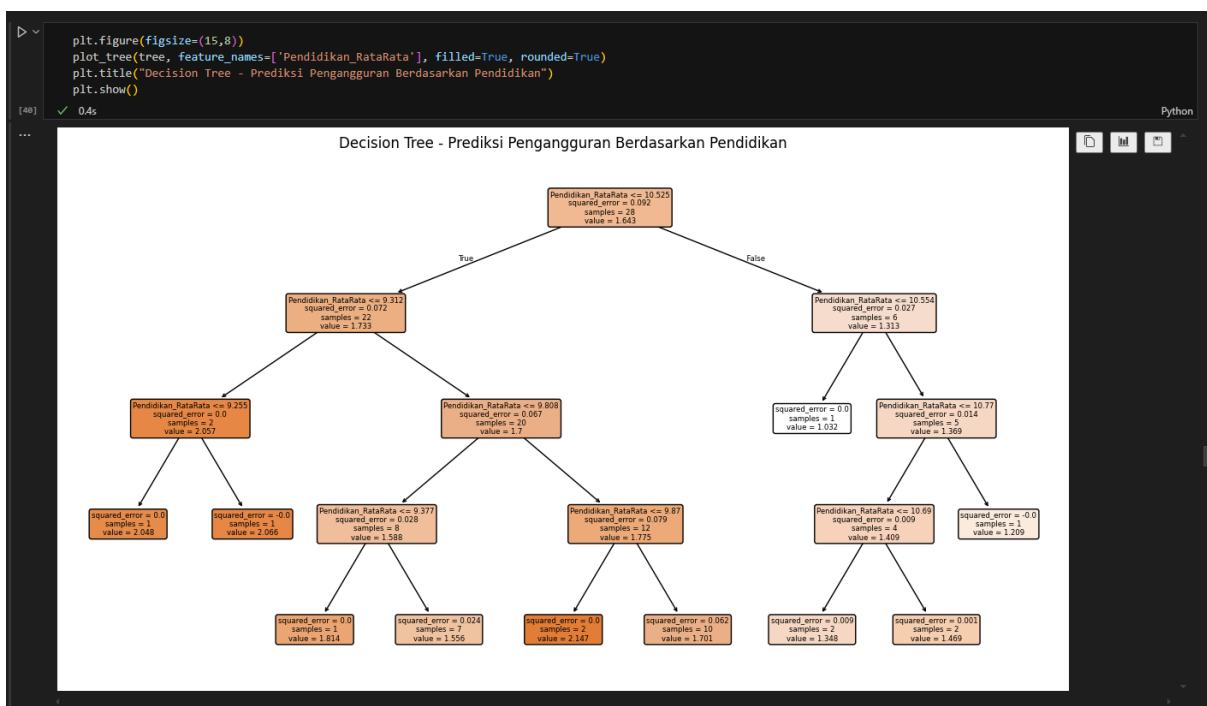 plt.figure(figsize=(15,8))
plot_tree(tree, feature_names=['Pendidikan_RataRata'], filled=True, rounded=True)
plt.title("Decision Tree - Prediksi Pengangguran Berdasarkan Pendidikan")
plt.show()
[40]
0.4s
Python
Decision Tree - Prediksi Pengangguran Berdasarkan Pendidikan
Pendidikan_RataRata <= 10.525
squared_error = 0.092
samples = 28
value = 1.643
True
False
Pendidikan_RataRata <= 9.312
squared_error = 0.072
samples = 22
value = 1.733
Pendidikan_RataRata <= 10.554
squared_error = 0.027
samples = 6
value = 1.313
Pendidikan_RataRata <= 9.255
squared_error = 0.0
samples = 2
value = 2.057
Pendidikan_RataRata <= 9.808
squared_error = 0.067
samples = 20
value = 1.7
squared_error = 0.0
samples = 1
value = 1.032
Pendidikan_RataRata <= 10.77
squared_error = 0.014
samples = 5
value = 1.369
squared_error = 0.0
samples = 1
value = 2.048
squared_error = -0.0
samples = 1
value = 2.066
Pendidikan_RataRata <= 9.377
squared_error = 0.028
samples = 8
value = 1.588
Pendidikan_RataRata <= 9.87
squared_error = 0.079
samples = 12
value = 1.775
Pendidikan_RataRata <= 10.69
squared_error = 0.009
samples = 4
value = 1.409
squared_error = -0.0
samples = 1
value = 1.209
squared_error = 0.0
samples = 1
value = 1.814
squared_error = 0.024
samples = 7
value = 1.556
squared_error = 0.0
samples = 2
value = 2.147
squared_error = 0.062
samples = 10
value = 1.701
squared_error = 0.009
samples = 2
value = 1.348
squared_error = 0.001
samples = 2
value = 1.469